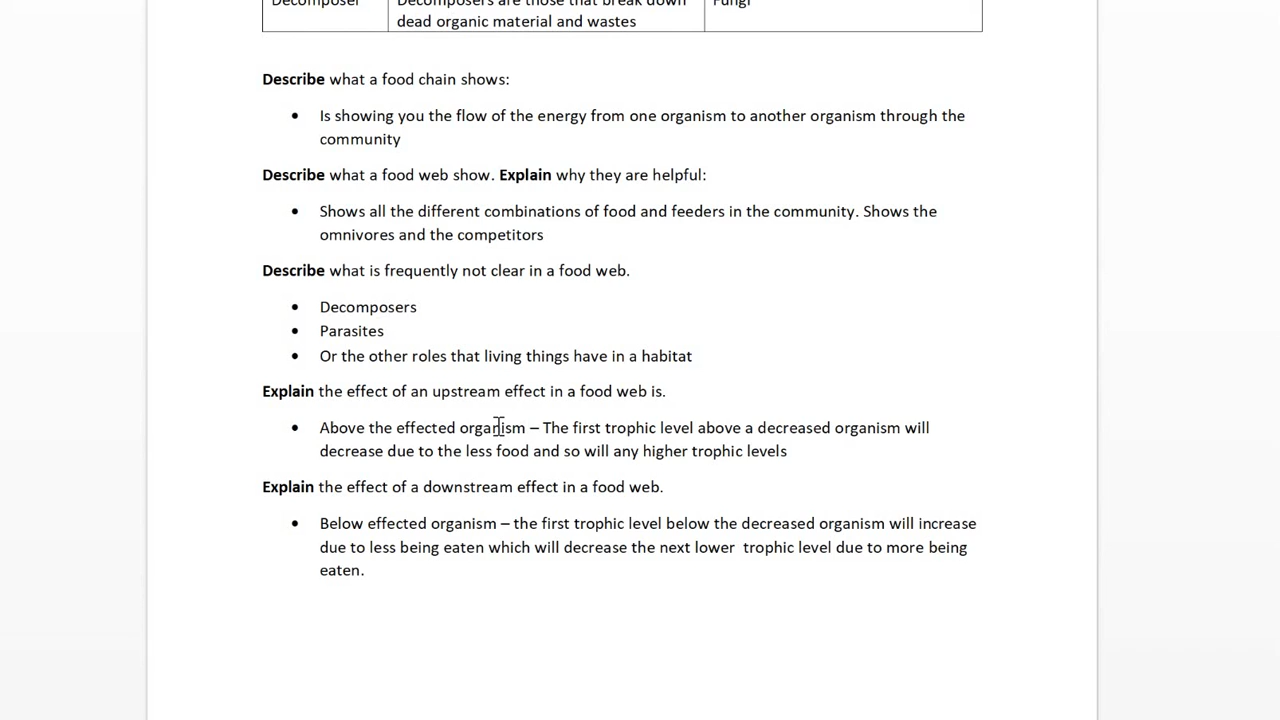 Decomposer Decomposers are those that break down Fungi
dead organic material and wastes
Describe what a food chain shows:
• Is showing you the flow of the energy from one organism to another organism through the
community
Describe what a food web show. Explain why they are helpful:
• Shows all the different combinations of food and feeders in the community. Shows the
omnivores and the competitors
Describe what is frequently not clear in a food web.
• Decomposers
• Parasites
• Or the other roles that living things have in a habitat
Explain the effect of an upstream effect in a food web is.
• Above the effected organism – The first trophic level above a decreased organism will
decrease due to the less food and so will any higher trophic levels
Explain the effect of a downstream effect in a food web.
• Below effected organism – the first trophic level below the decreased organism will increase
due to less being eaten which will decrease the next lower  trophic level due to more being
eaten.